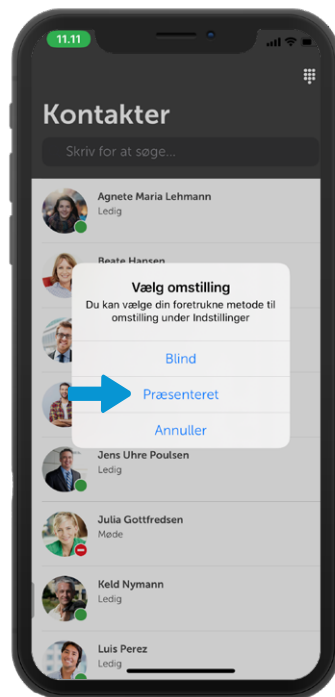 11.11
Kontakter
Skriv for at søge...
Agnete Maria Lehmann
Ledig
Beate Hansen
Vælg omstilling
Du kan vælge din foretrukne metode til
omstilling under Indstillinger
Blind
Præsenteret
Annuller
Jens Uhre Poulsen
Ledig
Julia Gottfredsen
Møde
Keld Nymann
Ledig
Luis Perez
Ledig